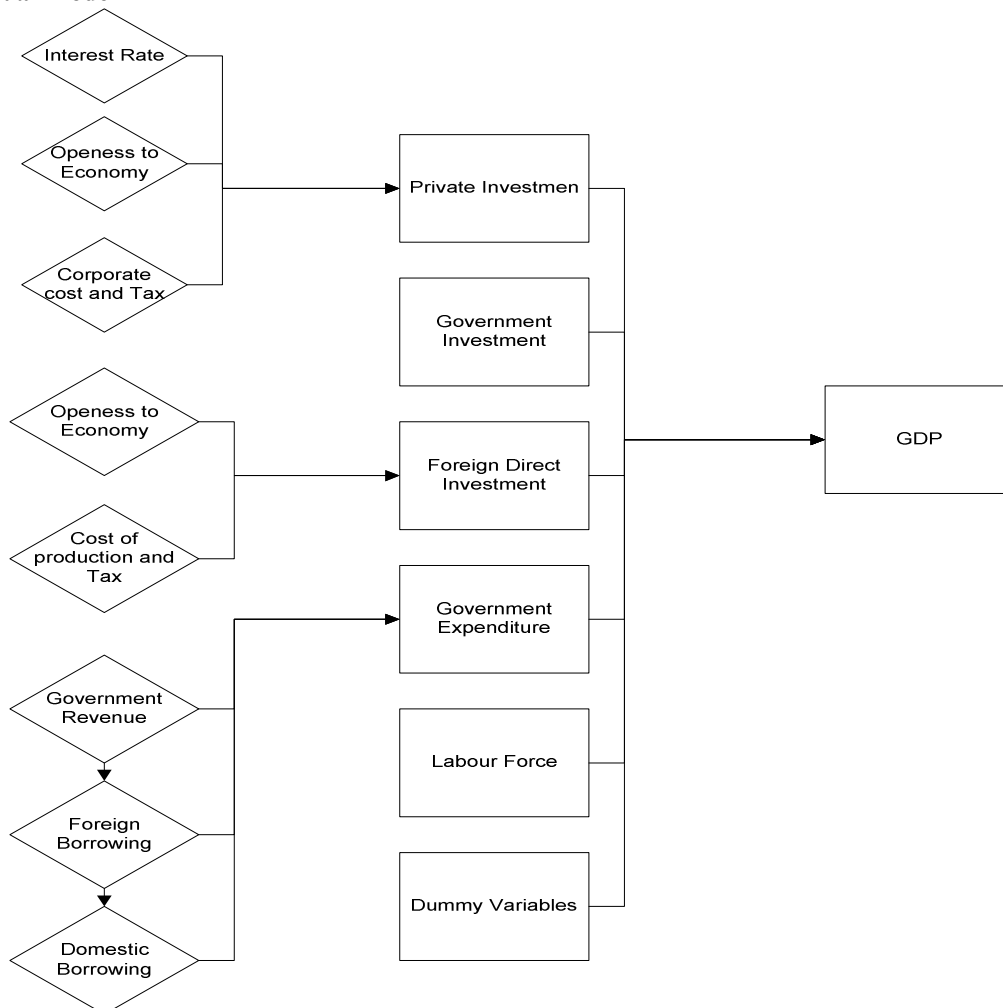 Interest Rate
Openess to
Economy
Corporate
cost and Tax
Openess to
Economy
Cost of
production and
Tax
Government
Revenue
Foreign
Borrowing
Domestic
Borrowing
Private Investmen
Government
Investment
Foreign Direct
Investment
Government
Expenditure
Labour Force
Dummy Variables
GDP